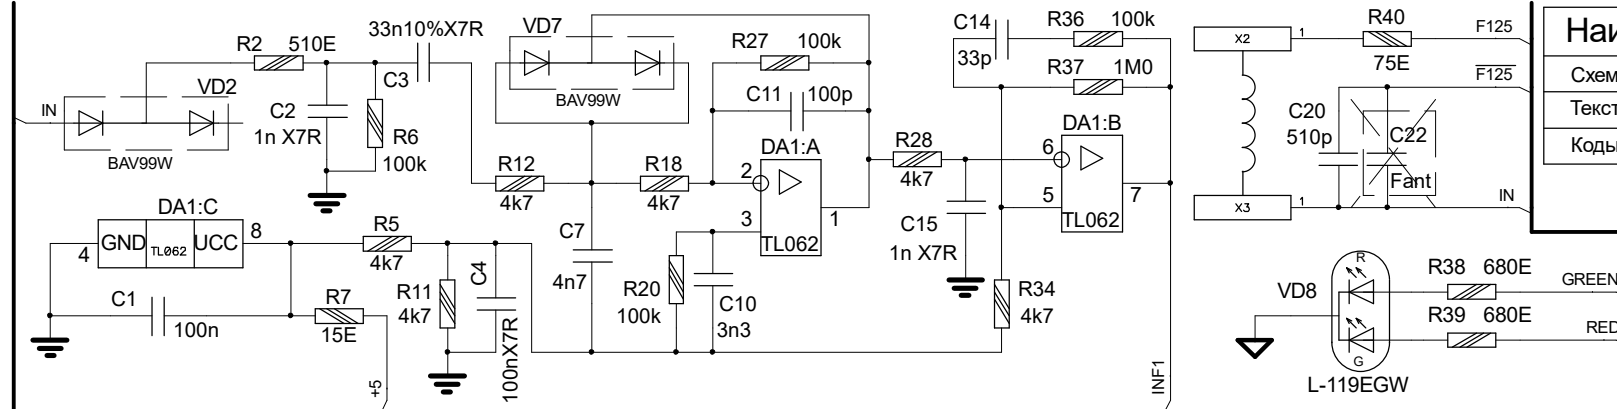 33n10%X7R
VD7
C14
R36 100k
R40
F125
Наи
R2 510E
R27 100k
33p
X2 1
75E
C3
R37 1M0
F125
Схем
IN
VD2
C2
1n X7R
BAV99W
C11 100p
C20
510p
C22
Текст
R6
100k
DA1:A
DA1:B
Коды
BAV99W
R12
4k7
R18
4k7
2
R28
4k7
6
Fant
IN
DA1:C
3
1
TL062
5
7
TL062
X3 1
4
GND TL062 UCC
8
R5
4k7
C7
4n7
C15
1n X7R
C1
100n
R7
15E
R11
4k7
C4
100nX7R
R20
100k
C10
3n3
R34
4k7
VD8
R
G
R38 680E
GREEN
R39 680E
RED
+5
INF1
L-119EGW